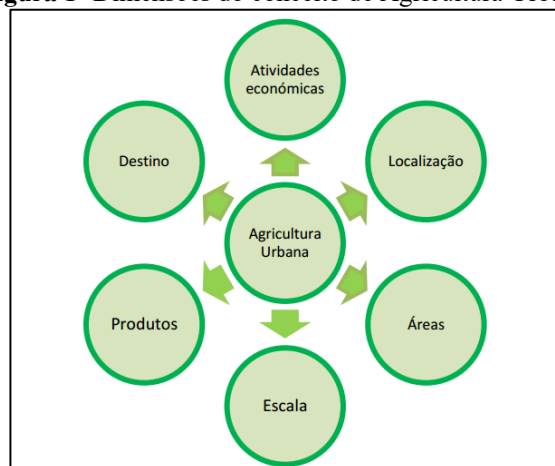 Atividades
económicas
Destino
Localização
Agricultura
Urbana
Produtos
Áreas
Escala